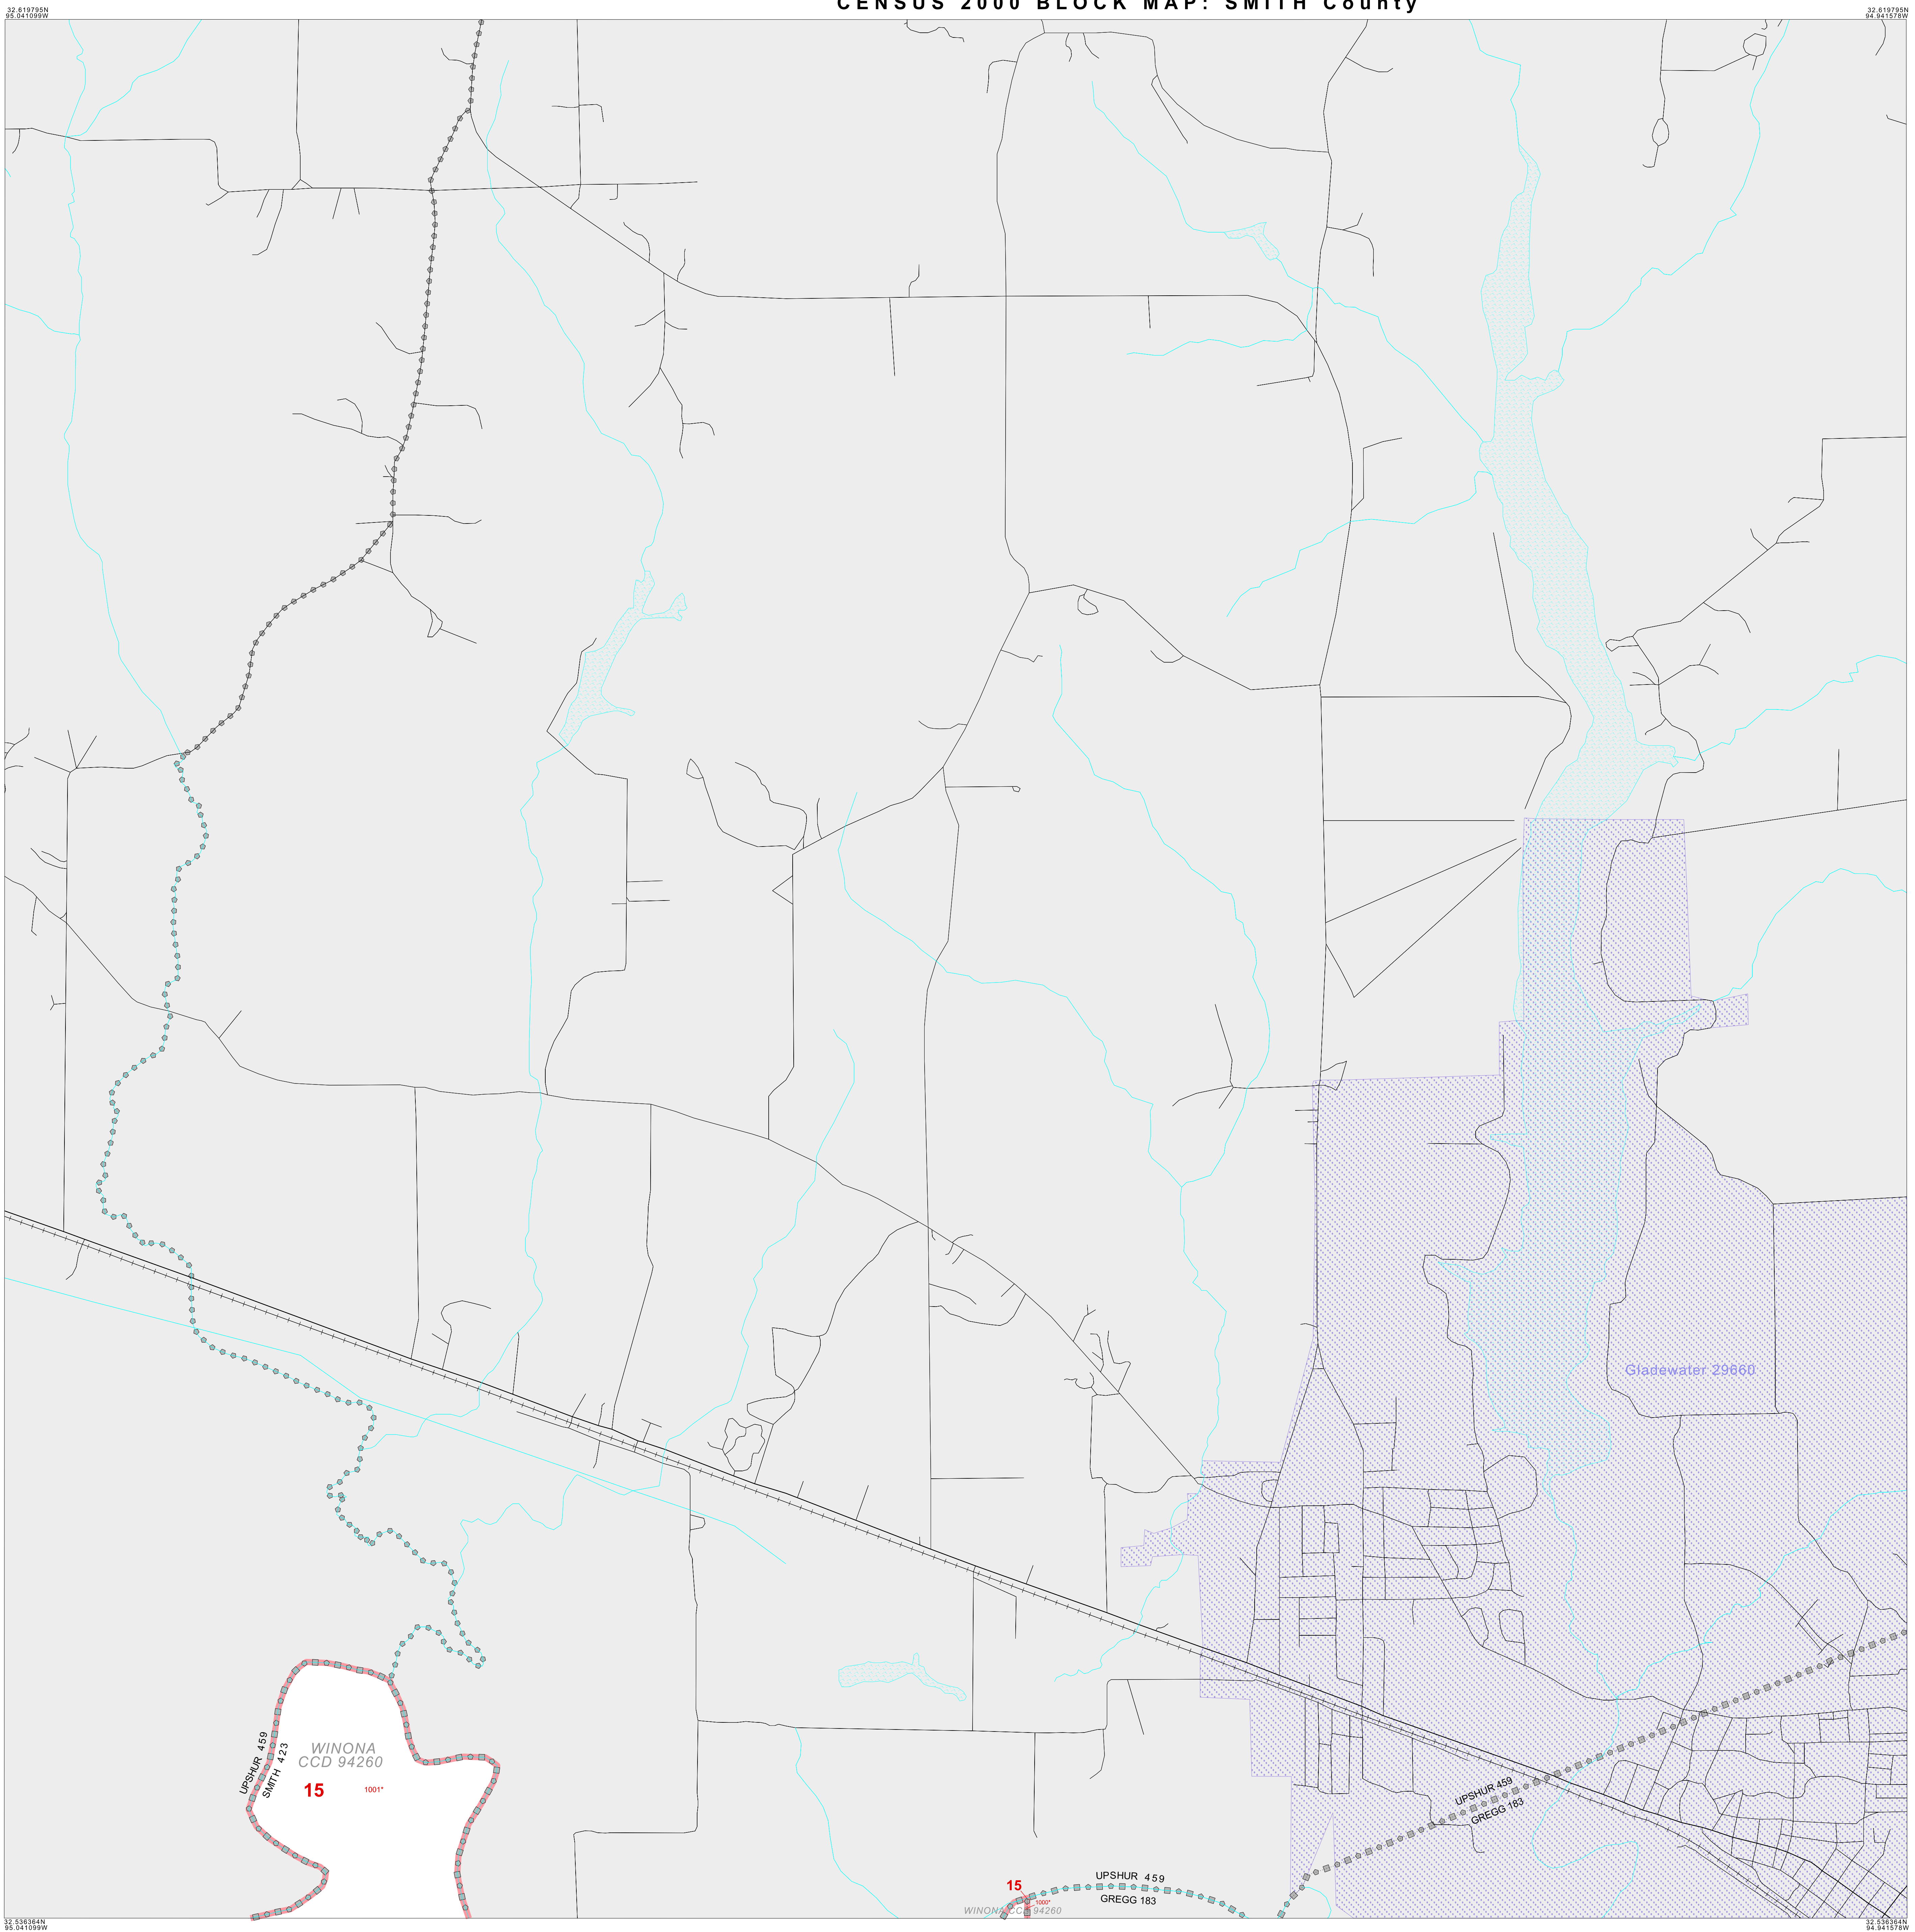 CENSUS 2000 BLOCK MAP: SMITH County
32.619795N
95.041099W
32.619795N
94.941578W
Gladewater 29660
UPSHUR 459
SMITH 423
WINONA
CCD 94260
15
1001*
UPSHUR 459
GREGG 183
UPSHUR 459
GREGG 183
15
1000*
WINONA CCD 94260
32.536364N
95.041099W
32.536364N
94.941578W